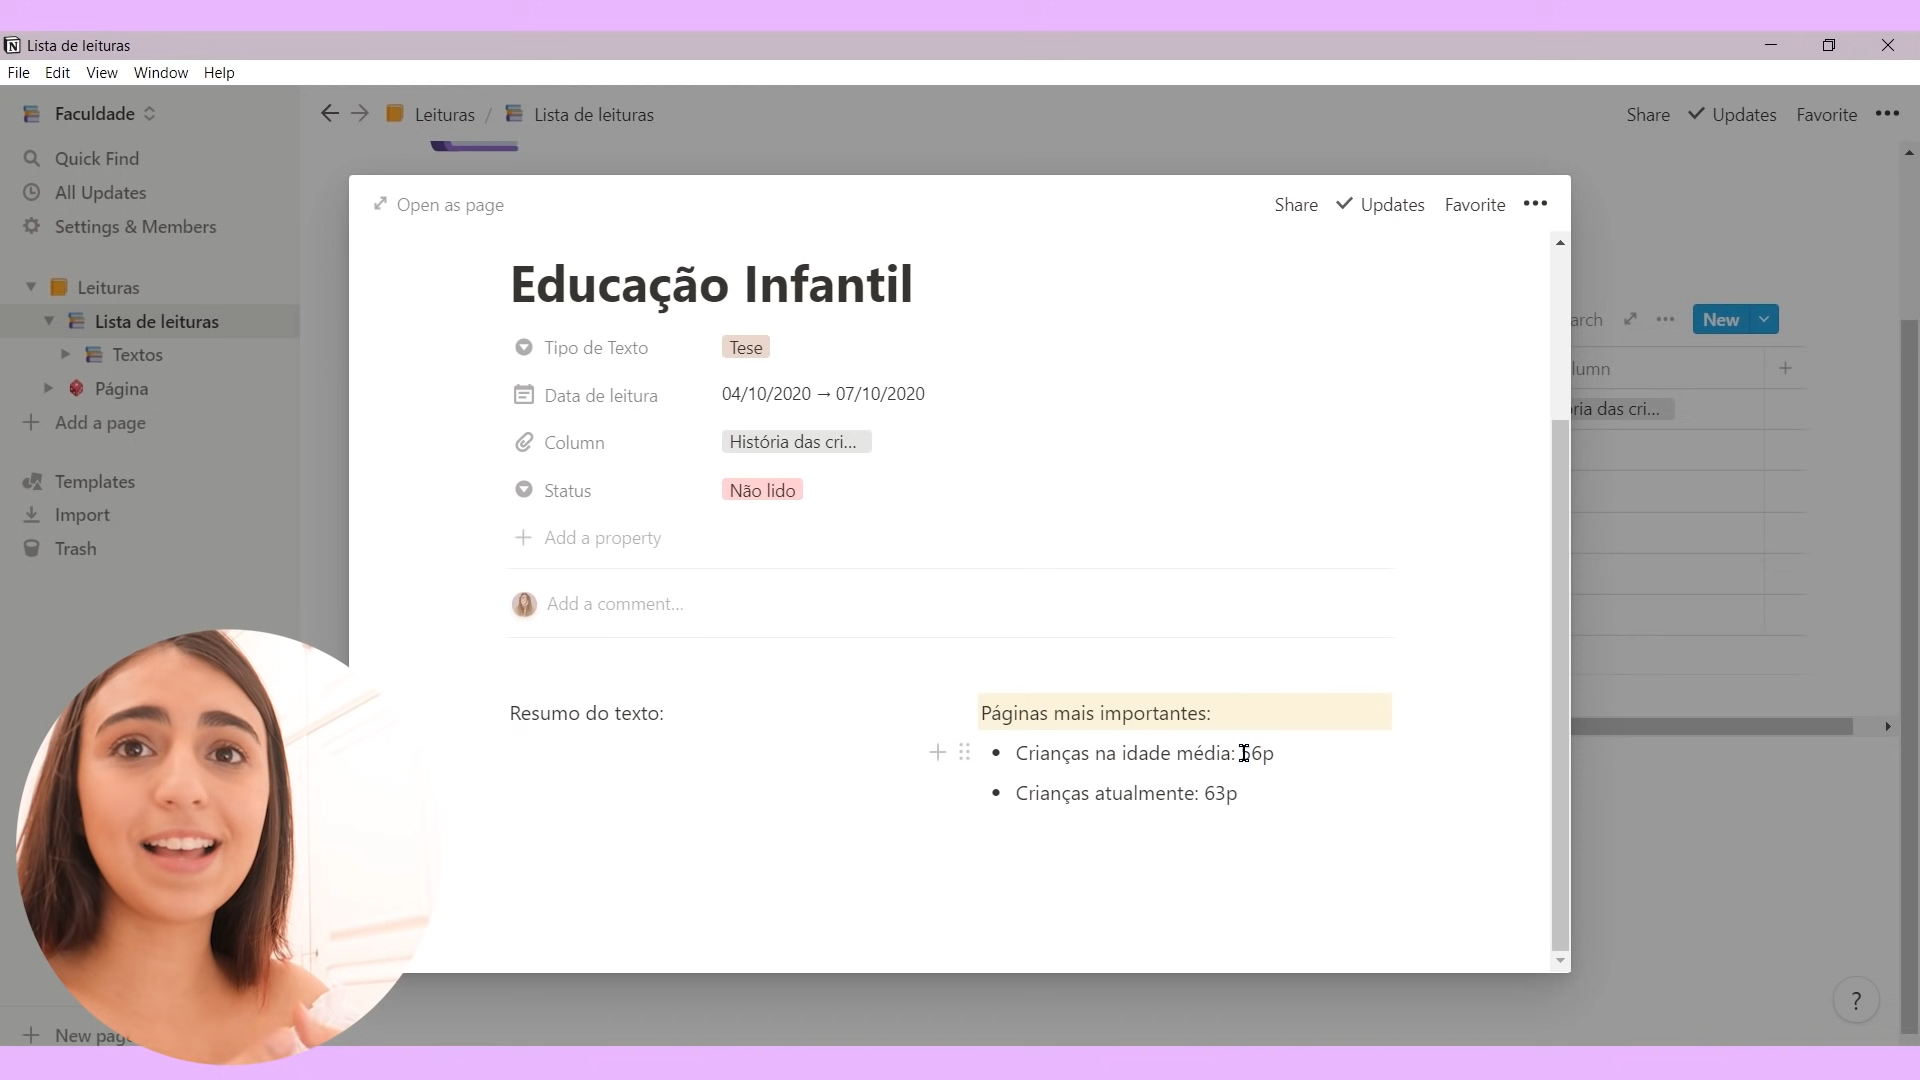 Lista de leituras
File Edit View Window Help
Faculdade
Leituras / Lista de leituras
Share Updates Favorite
Quick Find
All Updates
Settings & Members
Leituras
Lista de leituras
Textos
Página
Add a page
Templates
Import
Trash
Open as page
Share Updates Favorite
Educação Infantil
Tipo de Texto Tese
Data de leitura 04/10/2020 → 07/10/2020
Column História das cri...
Status Não lido
Add a property
Add a comment...
Resumo do texto:
Páginas mais importantes:
• Crianças na idade média:
• Crianças atualmente: 63p
New
das cri...
?
New